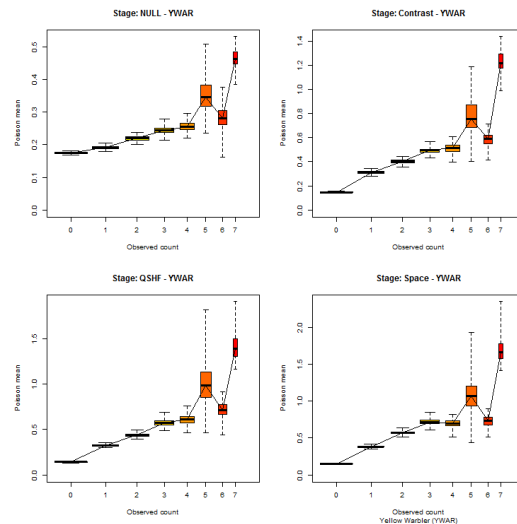 Stage: NULL - YWAR
Poisson mean
0.0 0.1 0.2 0.3 0.4 0.5
0 1 2 3 4 5 6 7
Observed count
Stage: Contrast - YWAR
Poisson mean
0.0 0.2 0.4 0.6 0.8 1.0 1.2 1.4
0 1 2 3 4 5 6 7
Observed count
Stage: QSHF - YWAR
Poisson mean
0.0 0.5 1.0 1.5
0 1 2 3 4 5 6 7
Observed count
Stage: Space - YWAR
Poisson mean
0.0 0.5 1.0 1.5 2.0
0 1 2 3 4 5 6 7
Observed count
Yellow Warbler (YWAR)